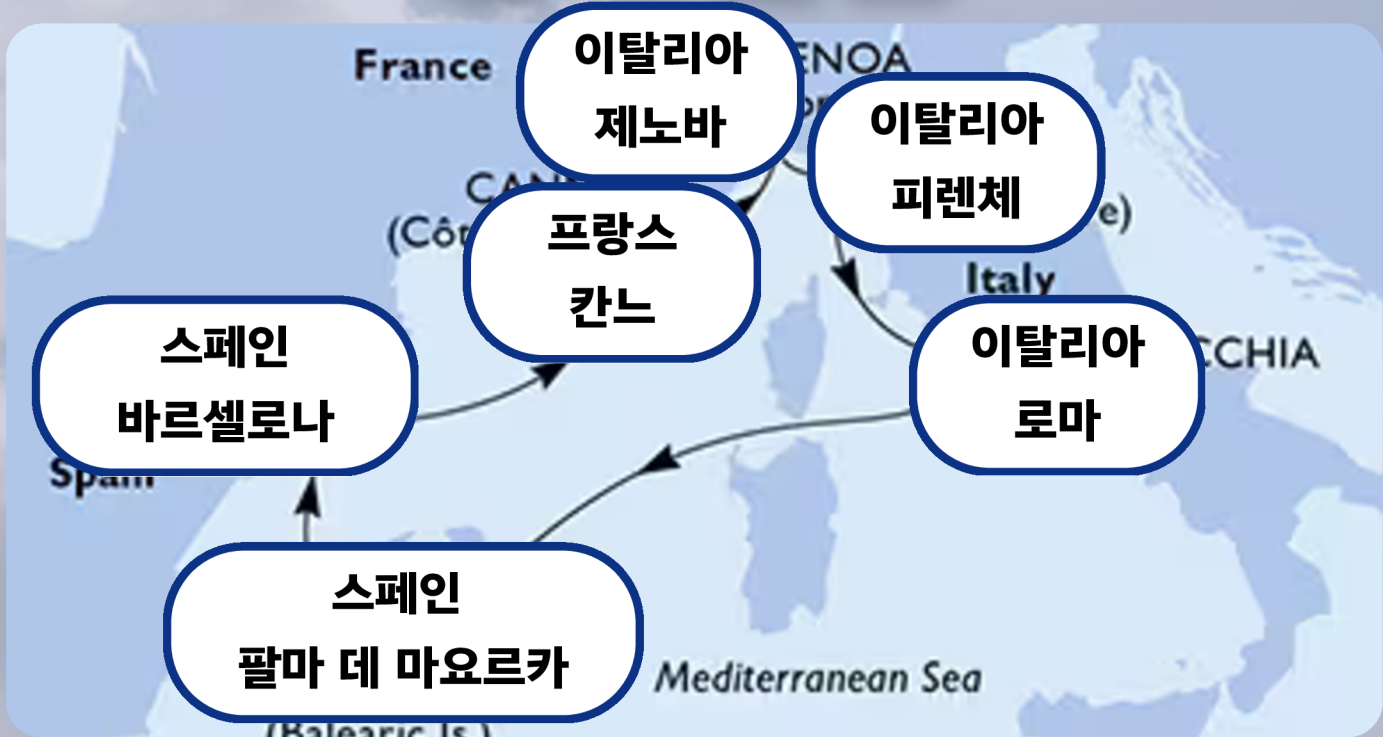 France
이탈리아
제노바
ENOA
이탈리아
피렌체
프랑스
칸느
Italy
스페인
바르셀로나
이탈리아
로마
CCHIA
Spain
스페인
팔마 데 마요르카
Mediterranean Sea
(Balearic Is.)